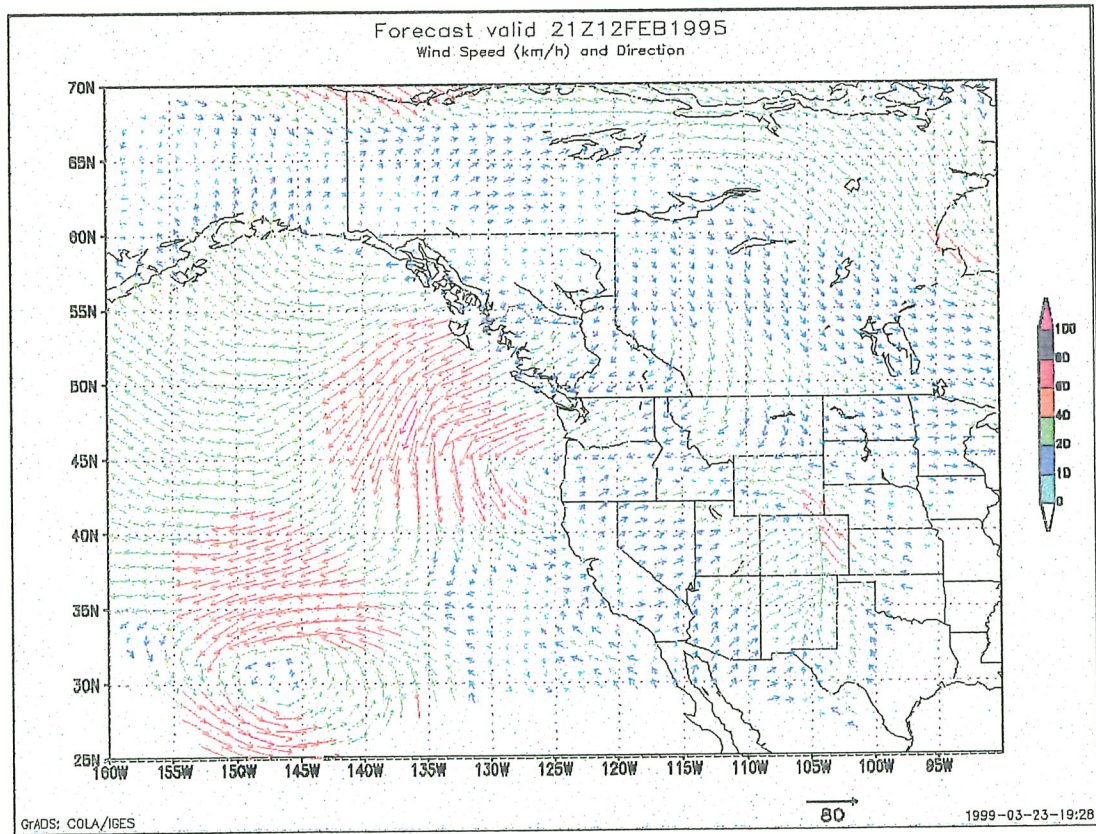 Forecast valid 21Z12FEB1995
Wind Speed (km/h) and Direction
70N
65N
60N
55N
50N
45N
40N
35N
30N
25N
160W 155W 150W 145W 140W 135W 130W 125W 120W 115W 110W 105W 100W 95W
100
80
60
40
20
10
0
80
GrADS: COLA/IGES
1999-03-23-19:28